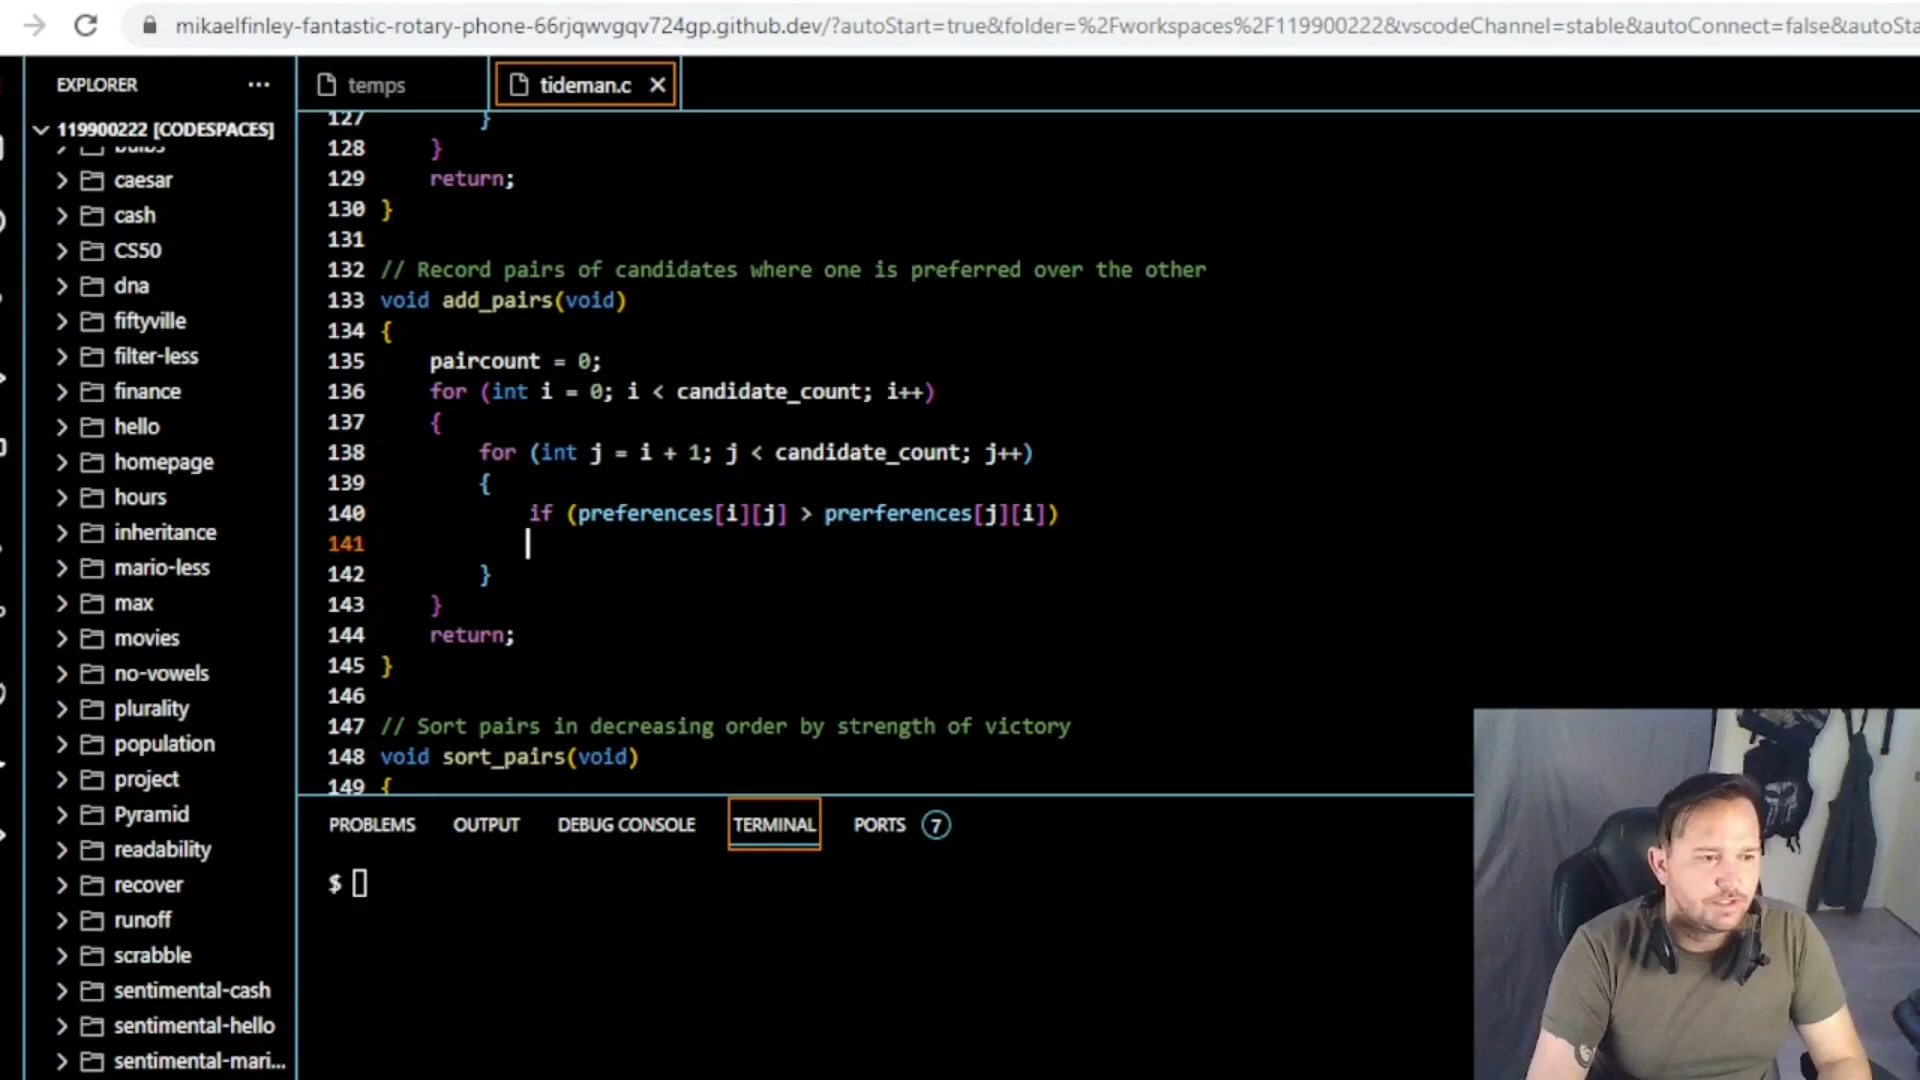 mikaelfinley-fantastic-rotary-phone-66rjqwvgqv724gp.github.dev/?autoStart=true&folder=%2Fworkspaces%2F119900222&vscodeChannel=stable&autoConnect=false&autoSta
EXPLORER ...
temps
tideman.c
119900222 [CODESPACES]
bulbs
caesar
cash
CS50
dna
fiftyville
filter-less
finance
hello
homepage
hours
inheritance
mario-less
max
movies
no-vowels
plurality
population
project
Pyramid
readability
recover
runoff
scrabble
sentimental-cash
sentimental-hello
sentimental-mari...
127 }
128 }
129 return;
130 }
131
132 // Record pairs of candidates where one is preferred over the other
133 void add_pairs(void)
134 {
135 paircount = 0;
136 for (int i = 0; i < candidate_count; i++)
137 {
138 for (int j = i + 1; j < candidate_count; j++)
139 {
140 if (preferences[i][j] > prerferences[j][i])
141
142 }
143 }
144 return;
145 }
146
147 // Sort pairs in decreasing order by strength of victory
148 void sort_pairs(void)
149 {
PROBLEMS OUTPUT DEBUG CONSOLE TERMINAL PORTS 7
$